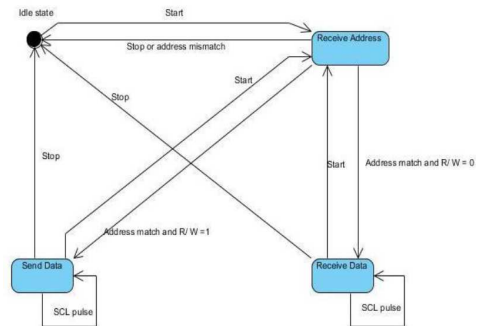 Idle state
Start
Receive Address
Stop or address mismatch
Start
Stop
Stop
Start
Address match and R/ W = 0
Address match and R/ W =1
Send Data
Receive Data
SCL pulse
SCL pulse